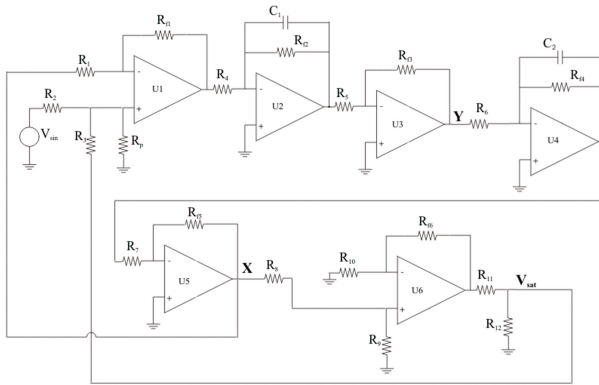 C1
Rf1
Rf2
C2
R1
U1
R4
U2
Rf3
Rf4
R2
R5
U3
Y
R6
U4
Vsin
R3
Rp
-
+
-
+
-
+
-
+
Rf5
Rf6
R7
U5
X
R8
R10
U6
R11
Vsat
R9
R12
-
+
-
+